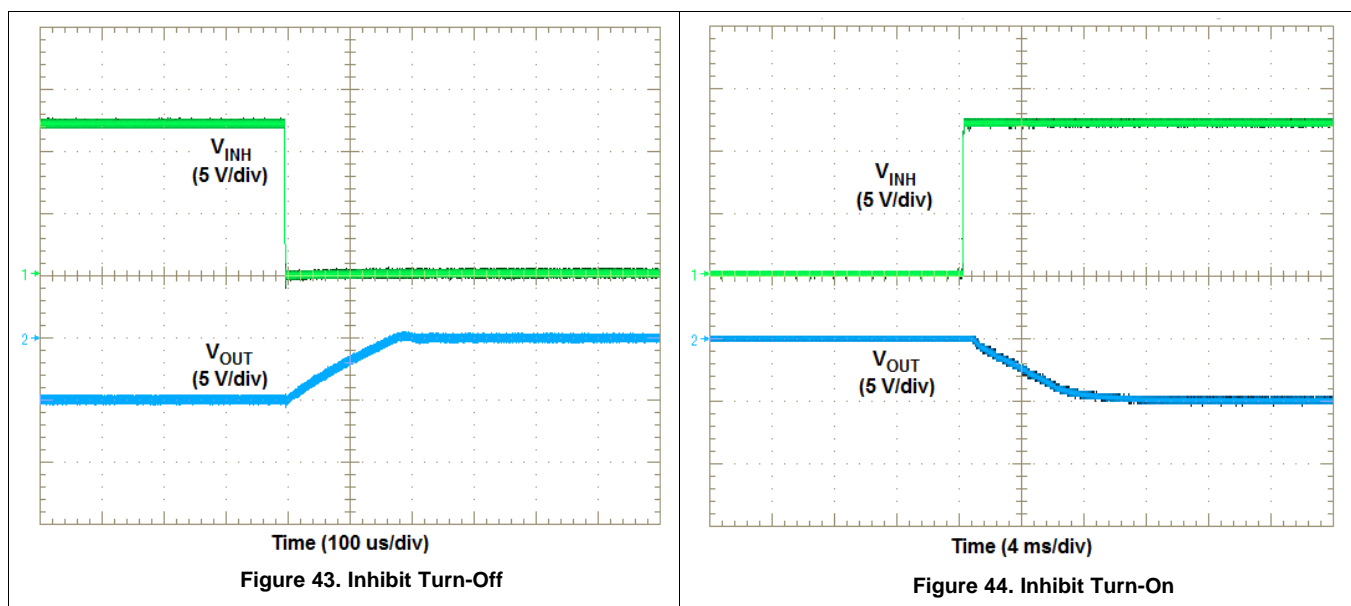 V_INH
(5 V/div)
1
2
V_OUT
(5 V/div)
Time (100 us/div)
Figure 43. Inhibit Turn-Off
V_INH
(5 V/div)
1
2
V_OUT
(5 V/div)
Time (4 ms/div)
Figure 44. Inhibit Turn-On